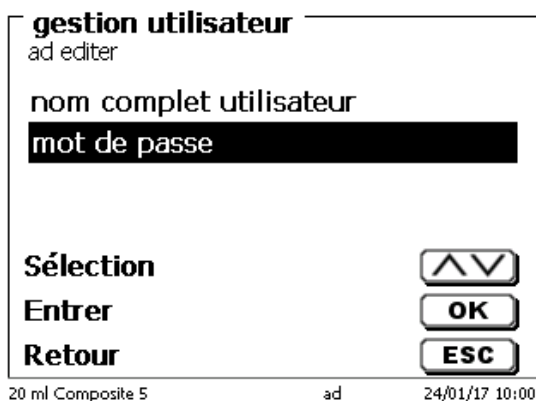 gestion utilisateur
ad editer
nom complet utilisateur
mot de passe
Sélection
Entrer OK
Retour ESC
20 ml Composite 5 ad 24/01/17 10:00